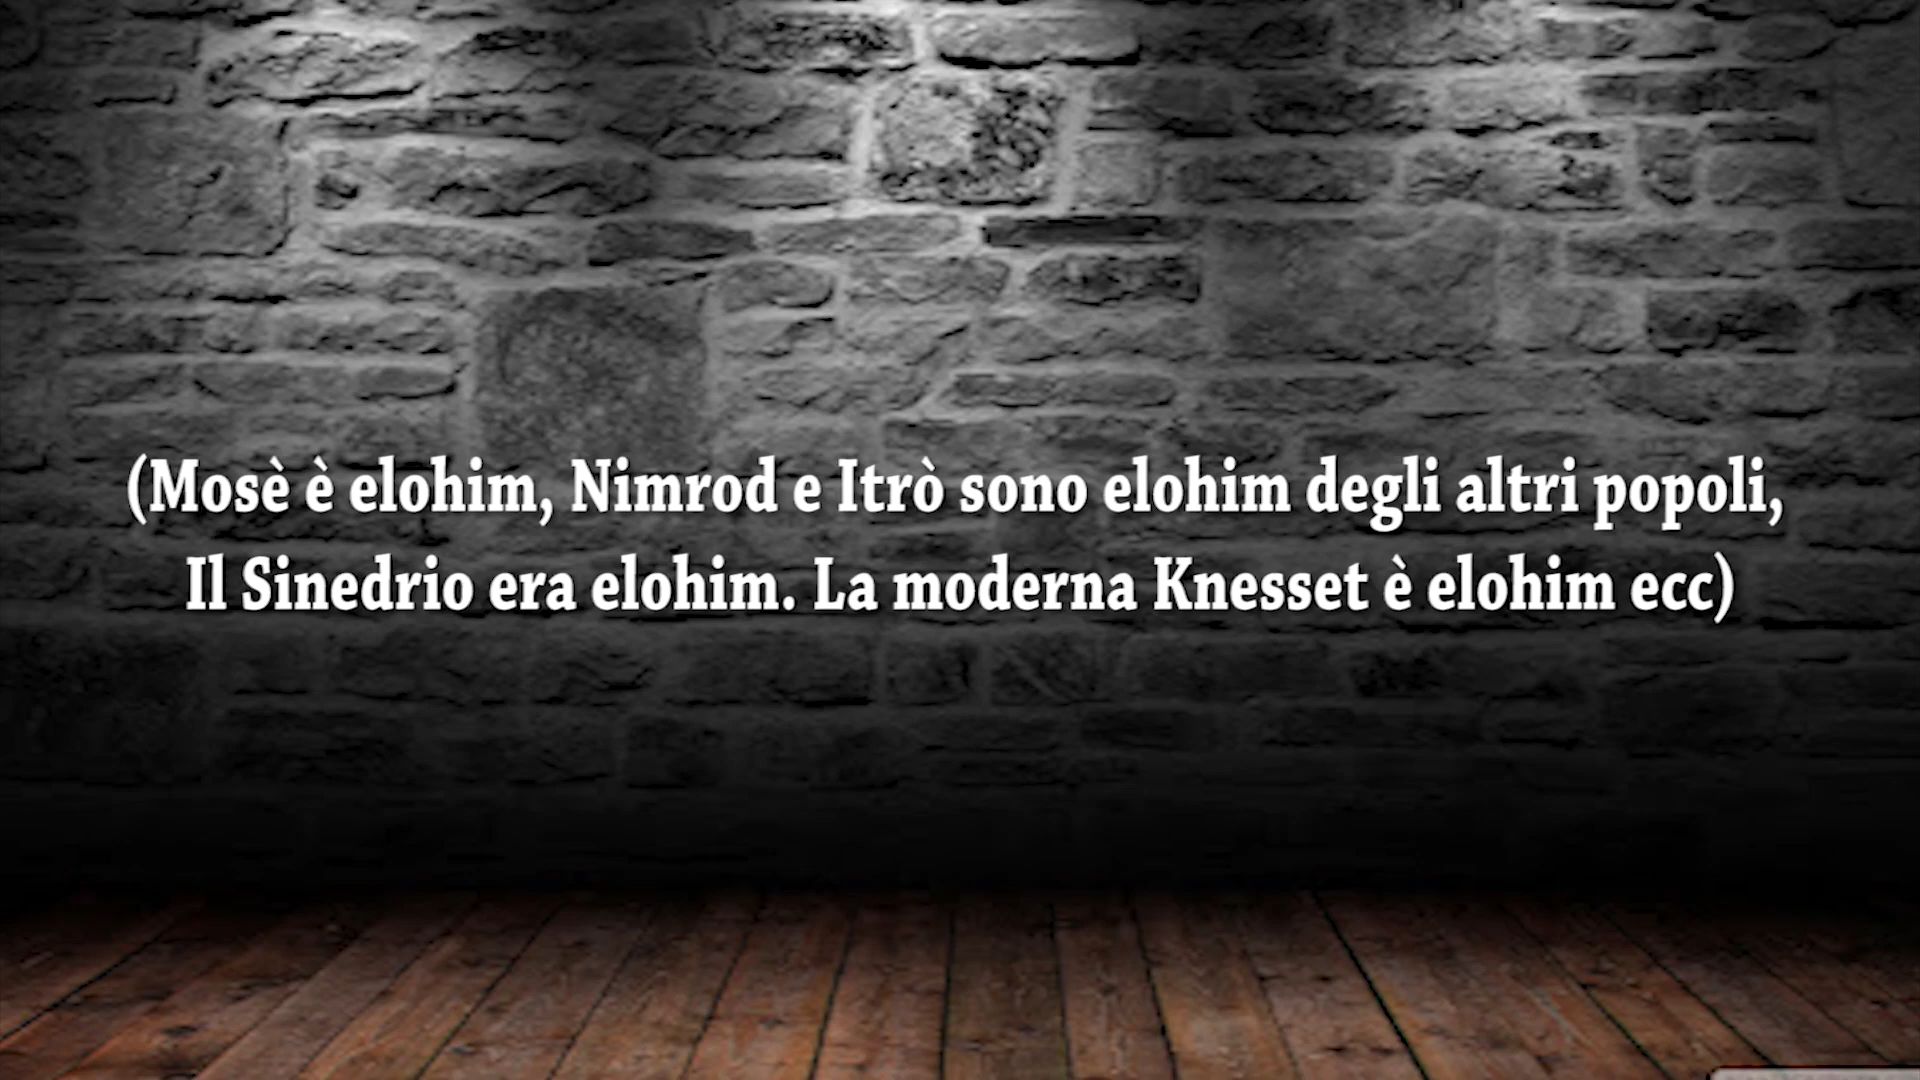 (Mosè è elohim, Nimrod e Itrò sono elohim degli altri popoli,
Il Sinedrio era elohim. La moderna Knesset è elohim ecc)